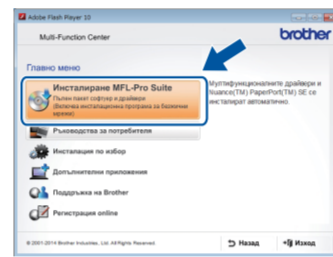 Adobe Flash Player 10
Multi-Function Center
brother
Главно меню
Инсталиране MFL-Pro Suite
Пълен пакет софтуер и драйвери
(Включва инсталационна програма за безжични
мрежи)
Мултифункционалните драйвери и
Nuance(TM) PaperPort(TM) SE се
инсталират автоматично.
Ръководства за потребителя
Инсталация по избор
Допълнителни приложения
Поддръжка на Brother
Регистрация online
© 2001-2014 Brother Industries, Ltd. All Rights Reserved.
Назад
Изход